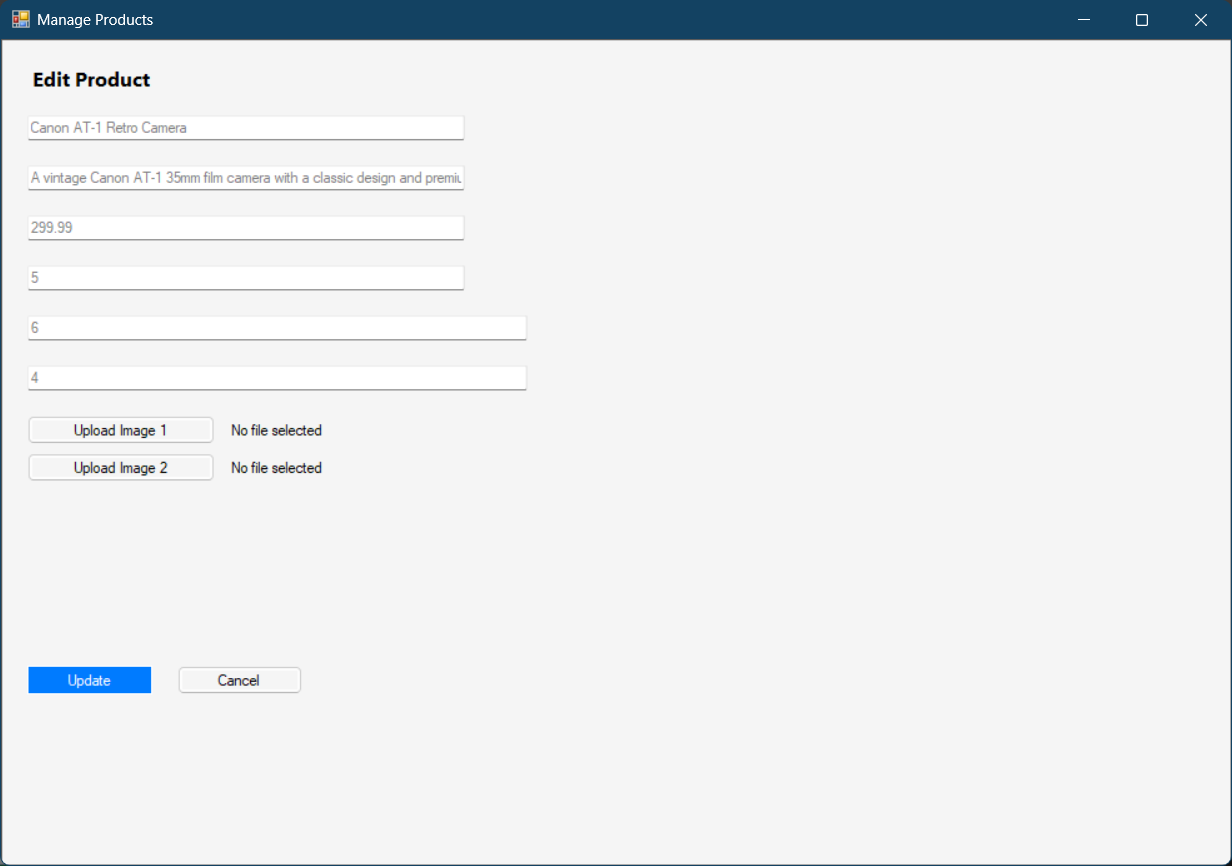 Manage Products
Edit Product
Canon AT-1 Retro Camera
A vintage Canon AT-1 35mm film camera with a classic design and
299.99
5
6
4
Upload Image 1 No file selected
Upload Image 2 No file selected
Update Cancel